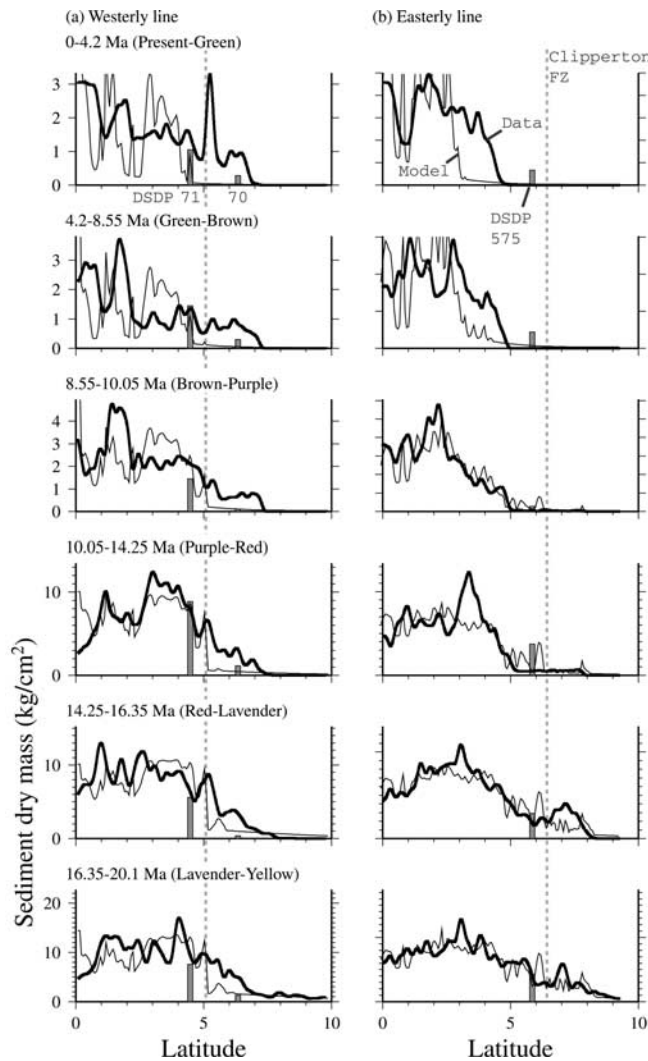 (a) Westerly line
(b) Easterly line
0-4.2 Ma (Present-Green)
Clipperton
FZ
3
2
1
0
Data
Model
DSDP 71
70
DSDP
575
4.2-8.55 Ma (Green-Brown)
3
2
1
0
8.55-10.05 Ma (Brown-Purple)
4
3
2
1
0
10.05-14.25 Ma (Purple-Red)
10
0
14.25-16.35 Ma (Red-Lavender)
10
0
16.35-20.1 Ma (Lavender-Yellow)
20
10
0
Sediment dry mass (kg/cm²)
0 5 10
0 5 10
Latitude
Latitude